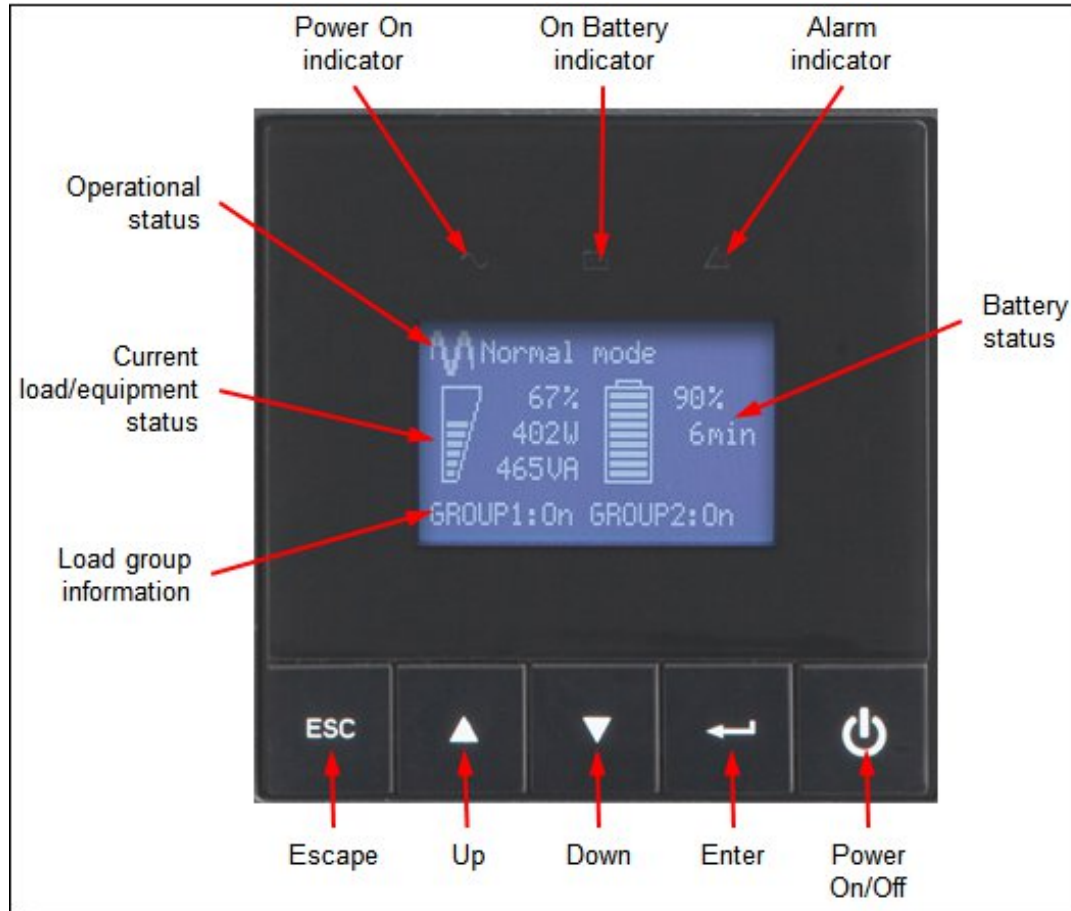 Power On
indicator
On Battery
indicator
Alarm
indicator
Operational
status
Battery
status
Current
load/equipment
status
Load group
information
Normal mode
67%
90%
402W
6min
465VA
GROUP1:On GROUP2:On
ESC
Escape
Up
Down
Enter
Power
On/Off